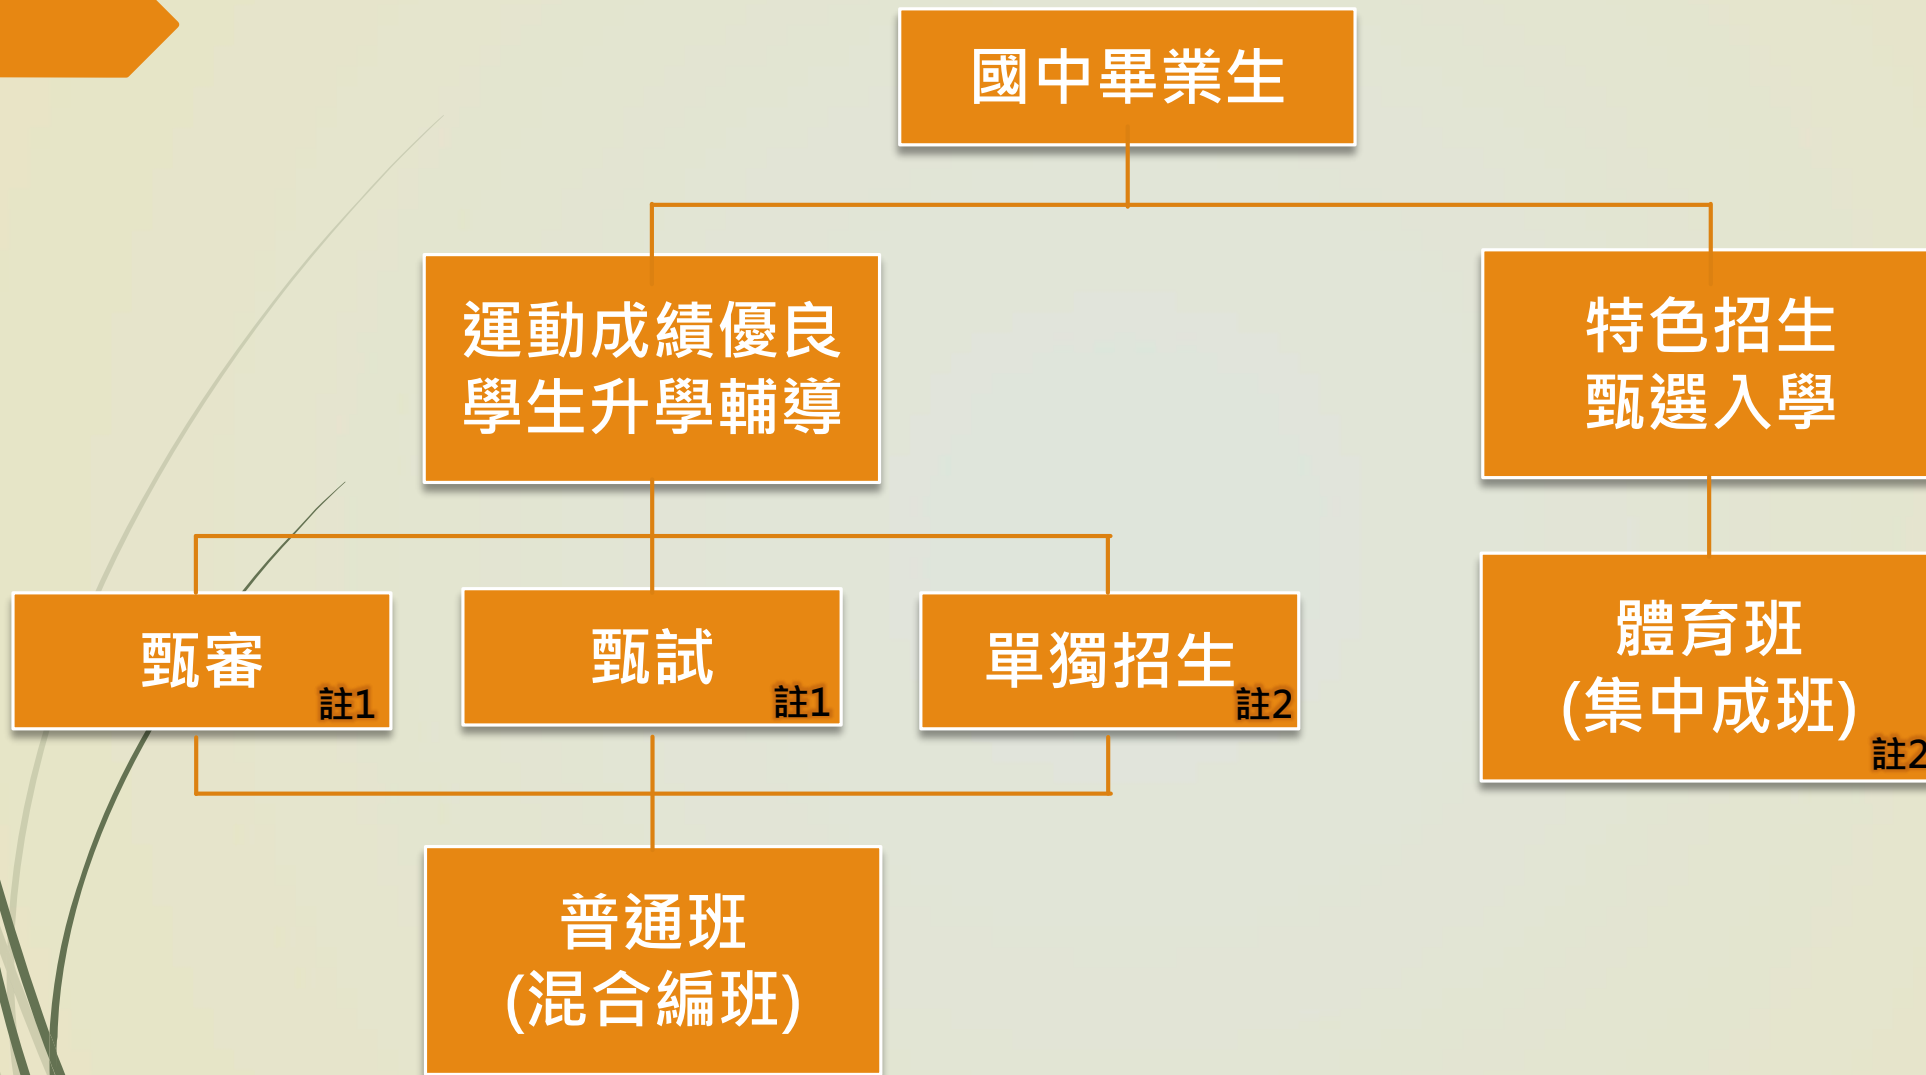 國中畢業生
運動成績優良
學生升學輔導
特色招生
甄選入學
甄審
註1
甄試
註1
單獨招生
註2
體育班
(集中成班)
註2
普通班
(混合編班)